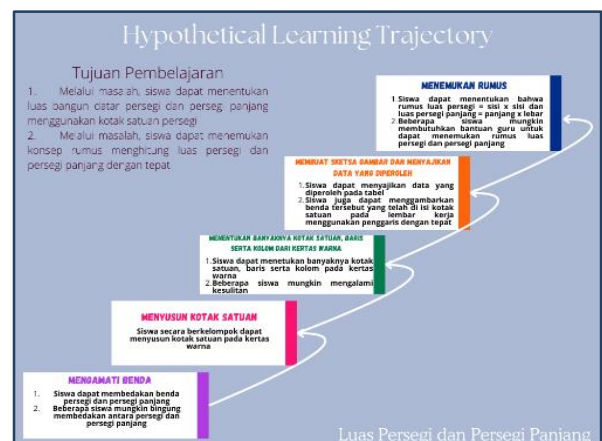 Hypothetical Learning Trajectory
Tujuan Pembelajaran
1. Melalui masalah, siswa dapat menentukan
luas bangun datar persegi dan persegi panjang
menggunakan kotak satuan persegi
2. Melalui masalah, siswa dapat menemukan
konsep rumus menghitung luas persegi dan
persegi panjang dengan tepat
MENEMUKAN RUMUS
1. Siswa dapat menentukan bahwa
rumus luas persegi = sisi x sisi dan
luas persegi panjang = panjang x lebar
2. Beberapa siswa mungkin
membutuhkan bantuan guru untuk
dapat menemukan rumus luas
persegi dan persegi panjang
MEMBUAT SKETSA GAMBAR DAN MENYAJIKAN
DATA YANG DIPEROLEH
1. Siswa dapat menyajikan data yang
diperoleh pada tabel
2. Siswa juga dapat menggambarkan
benda tersebut yang telah di isi kotak
satuan pada lembar kerja
menggunakan penggaris dengan tepat
MENENTUKAN BANYAKNYA KOTAK SATUAN, BARIS
SERTA KOLOM DARI KERTAS WARNA
1. Siswa dapat menetukan banyaknya kotak
satuan, baris serta kolom pada kertas
warna
2. Beberapa siswa mungkin mengalami
kesulitan
MENYUSUN KOTAK SATUAN
Siswa secara berkelompok dapat
menyusun kotak satuan pada kertas
warna
MENGAMATI BENDA
1. Siswa dapat membedakan benda
persegi dan persegi panjang
2. Beberapa siswa mungkin bingung
membedakan antara persegi dan
persegi panjang
Luas Persegi dan Persegi Panjang